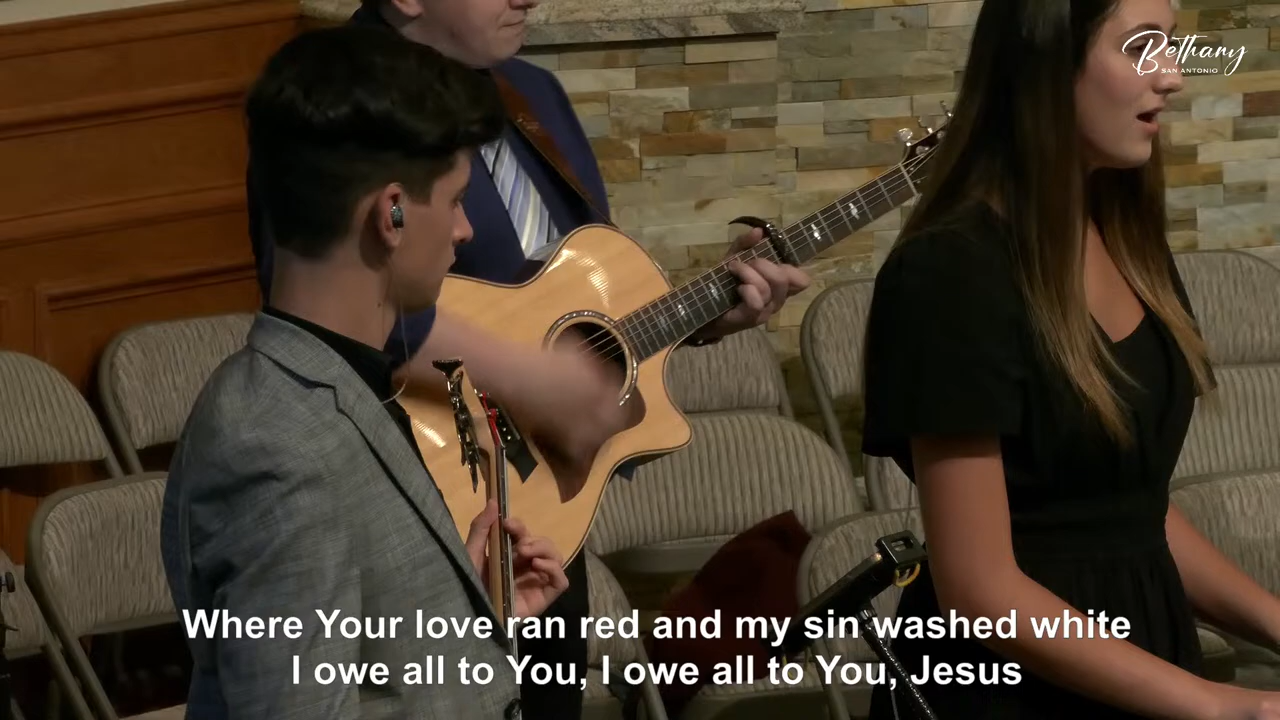 Bethany
SAN ANTONIO
Where Your love ran red and my sin washed white
I owe all to You, I owe all to You, Jesus